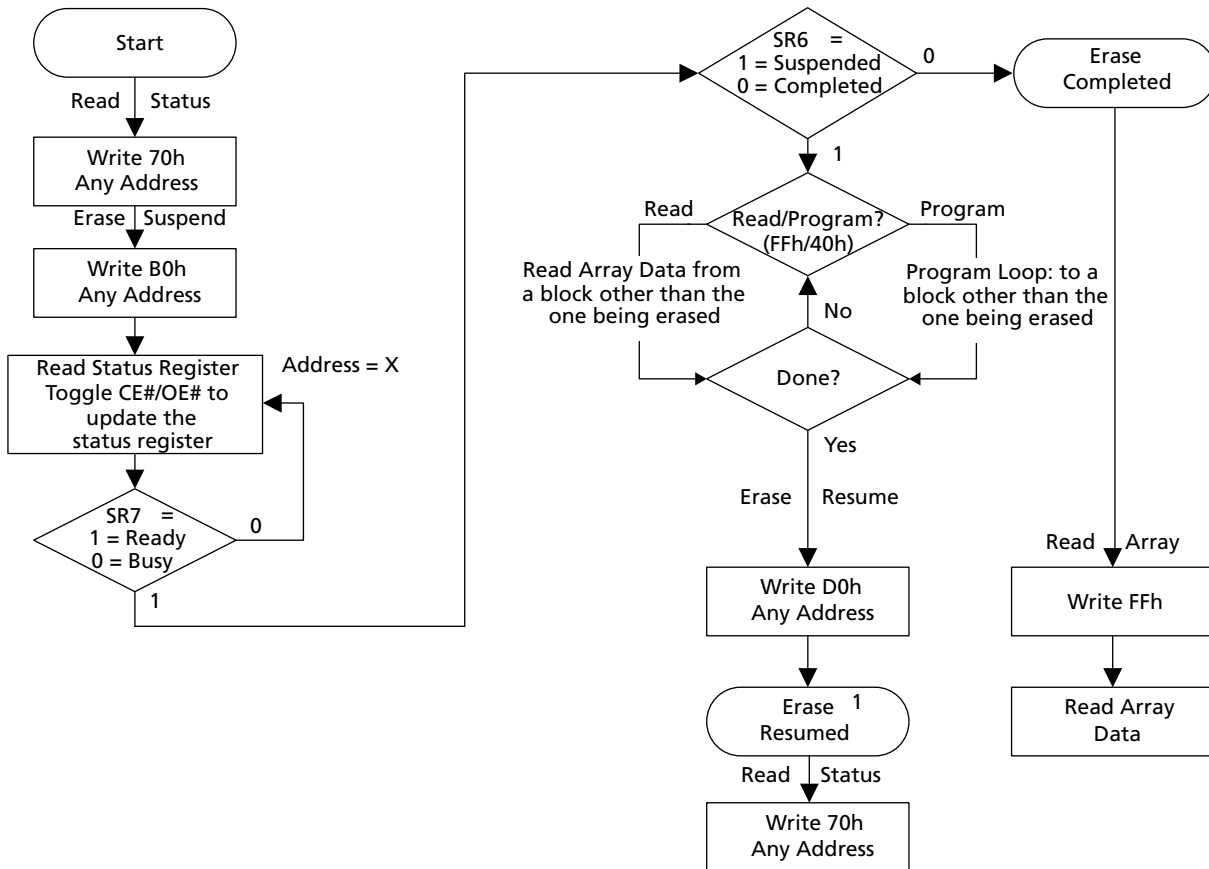 Start
Read Status
Write 70h
Any Address
Erase Suspend
Write B0h
Any Address
Read Status Register
Toggle CE#/OE# to
update the
status register
Address = X
SR7 =
1 = Ready
0 = Busy
0
1
SR6 =
1 = Suspended
0 = Completed
0
1
Erase
Completed
Read/Program?
(FFh/40h)
Read
Program
Read Array Data from
a block other than the
one being erased
Program Loop: to a
block other than the
one being erased
No
Done?
Yes
Erase Resume
Write D0h
Any Address
Erase 1
Resumed
Read Status
Write 70h
Any Address
Read Array
Write FFh
Read Array
Data